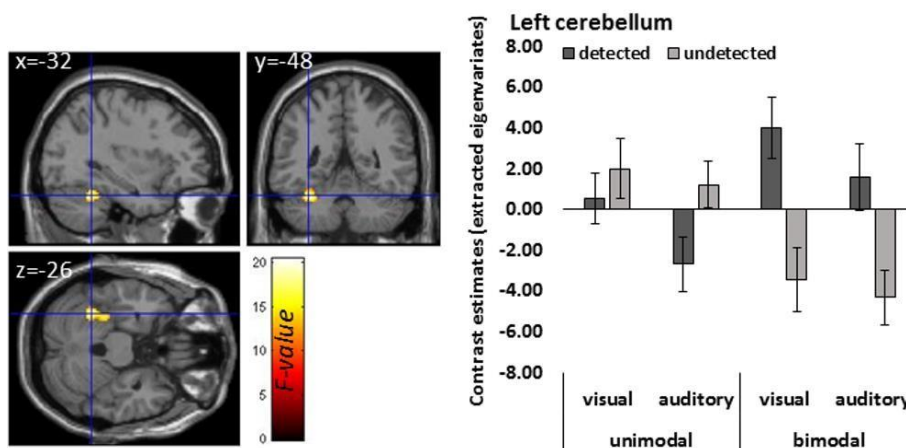 x=-32
y=-48
z=-26
20
15
10
5
0
F-value
Left cerebellum
Contrast estimates (extracted eigenvariates)
8.00
6.00
4.00
2.00
0.00
-2.00
-4.00
-6.00
-8.00
detected undetected
visual auditory visual auditory
unimodal bimodal